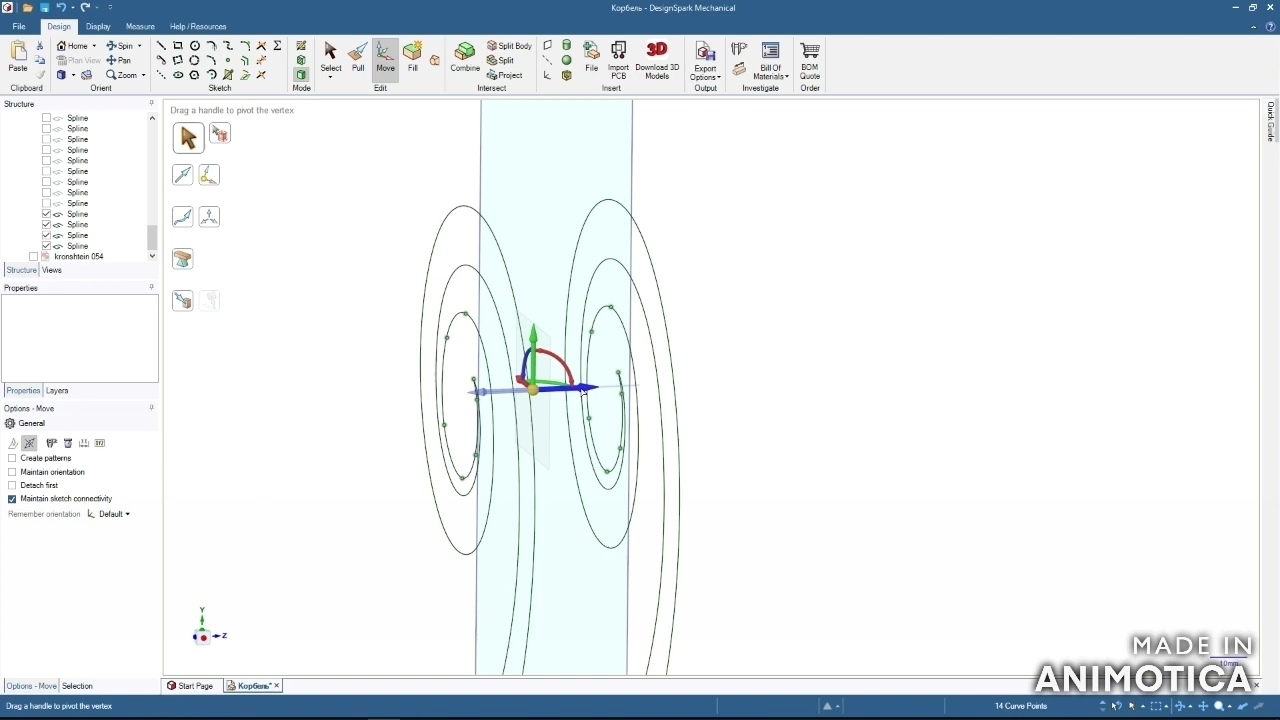 Корбель - DesignSpark Mechanical
File Design Display Measure Help / Resources
Paste Home Spin Select Pull Move Fill Combine Split Body File Import PCB Download 3D Models Export Options Bill Of Materials BOM Quote
Plan View Pan Split
Zoom Project
3D
Clipboard Orient Sketch Mode Edit Intersect Insert Output Investigate Order
Structure
Drag a handle to pivot the vertex
Quick Guide
Spline
Spline
Spline
Spline
Spline
Spline
Spline
Spline
Spline
Spline
Spline
Spline
Spline
kronshtein 054
Structure Views
Properties
Properties Layers
Options - Move
General
Create patterns
Maintain orientation
Detach first
Maintain sketch connectivity
Remember orientation Default
Y
Z
MADE IN
10mm
ANIMOTICA
Options - Move Selection Start Page Корбель*
Drag a handle to pivot the vertex 14 Curve Points